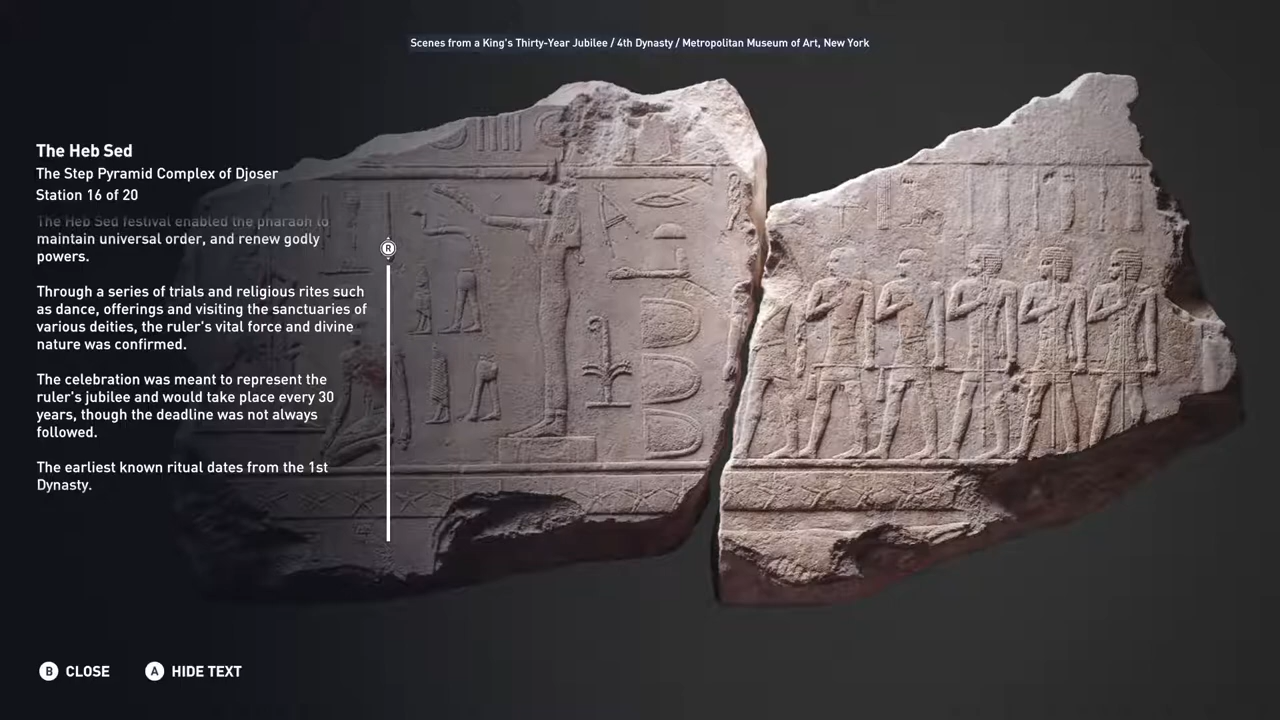 Scenes from a King's Thirty-Year Jubilee / 4th Dynasty / Metropolitan Museum of Art, New York
The Heb Sed
The Step Pyramid Complex of Djoser
Station 16 of 20
The Heb Sed festival enabled the pharaoh to
maintain universal order, and renew godly
powers.
Through a series of trials and religious rites such
as dance, offerings and visiting the sanctuaries of
various deities, the ruler's vital force and divine
nature was confirmed.
The celebration was meant to represent the
ruler's jubilee and would take place every 30
years, though the deadline was not always
followed.
The earliest known ritual dates from the 1st
Dynasty.
R
B CLOSE A HIDE TEXT